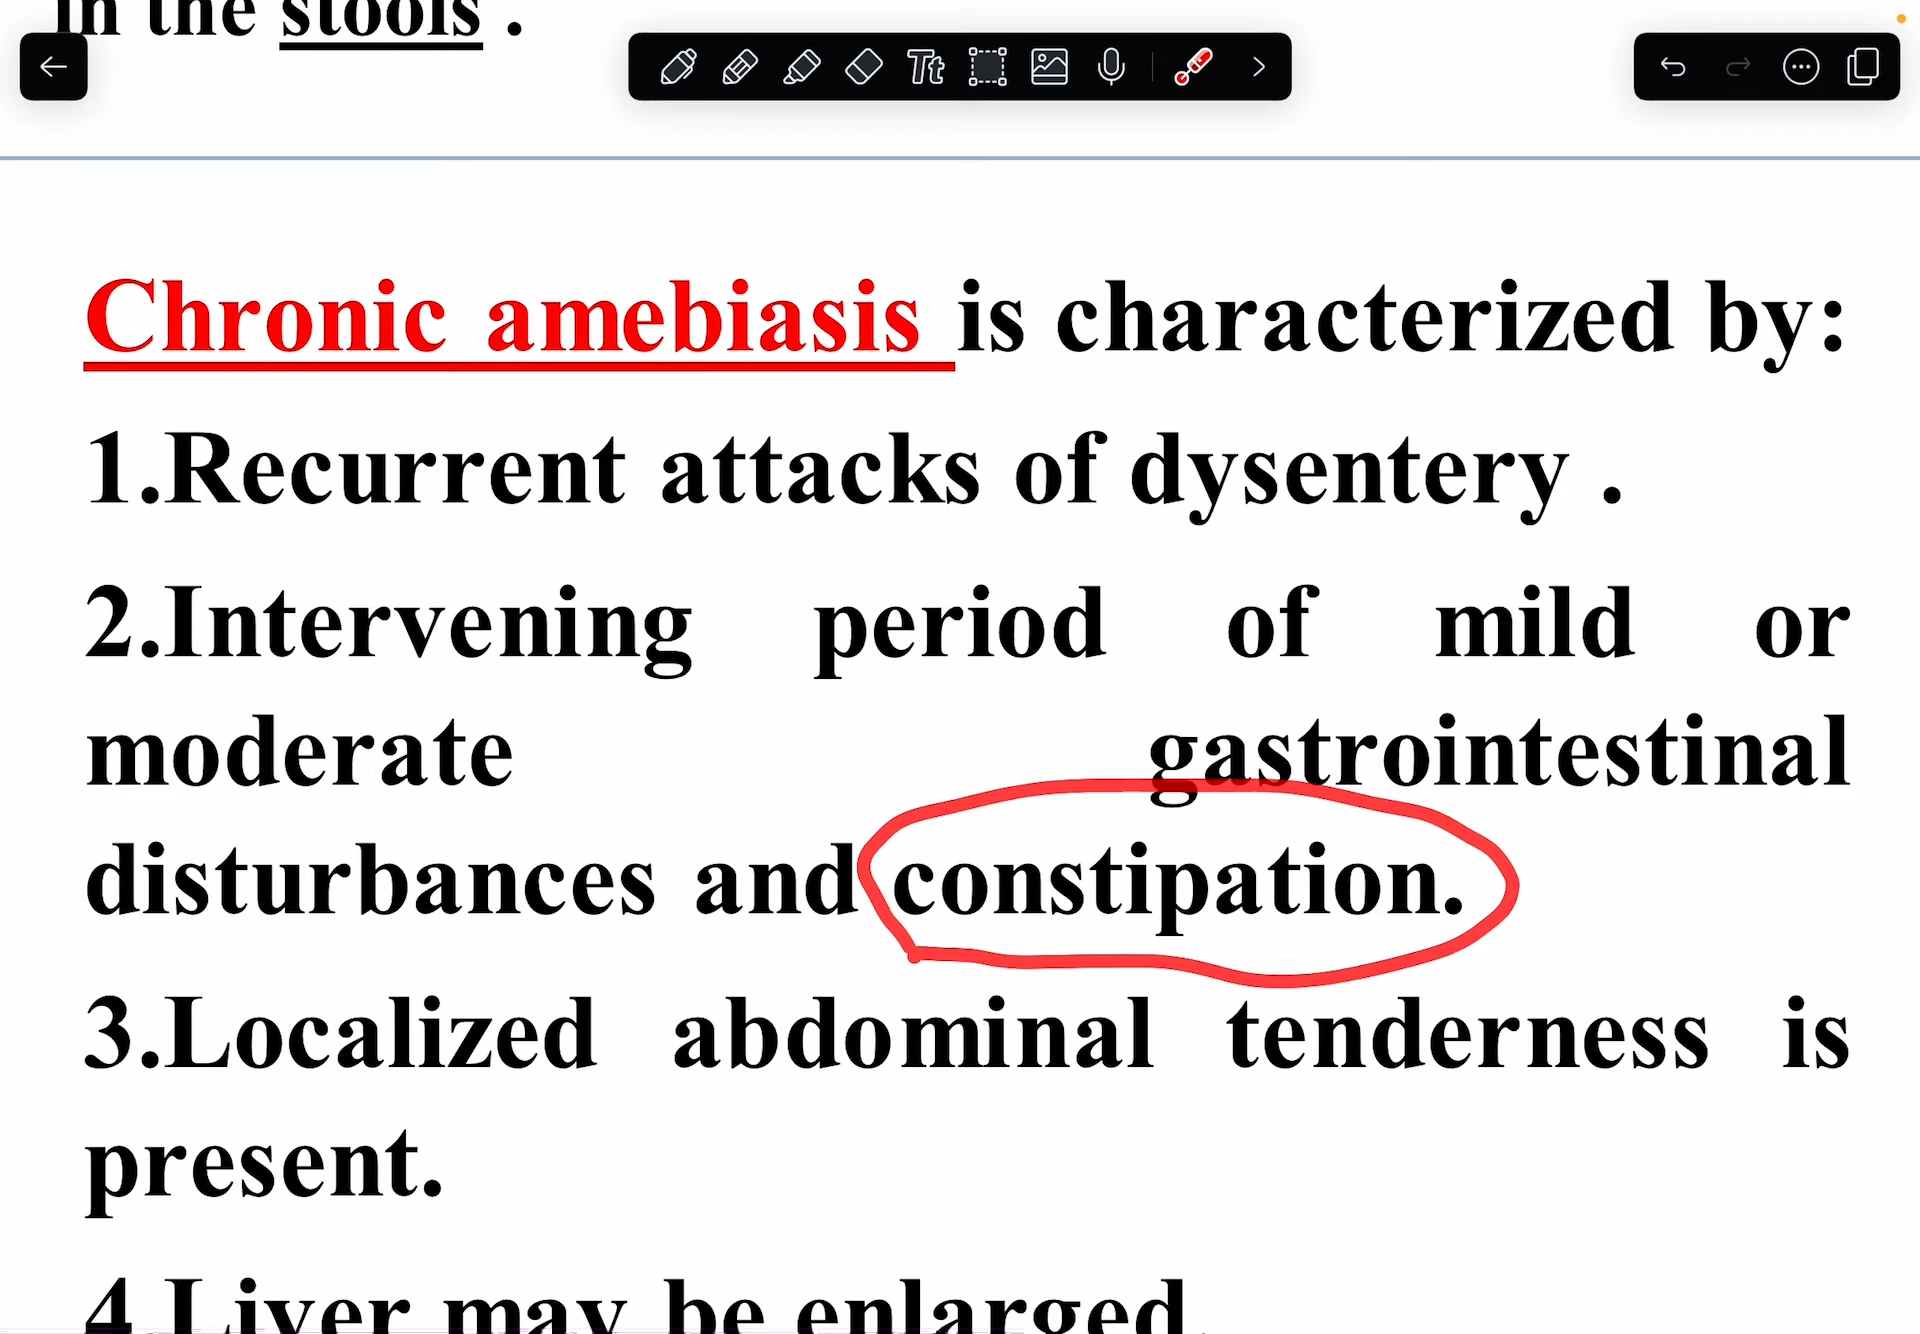 in the stools .
Tt
Chronic amebiasis is characterized by:
1.Recurrent attacks of dysentery .
2.Intervening period of mild or
moderate gastrointestinal
disturbances and constipation.
3.Localized abdominal tenderness is
present.
4.Liver may be enlarged.